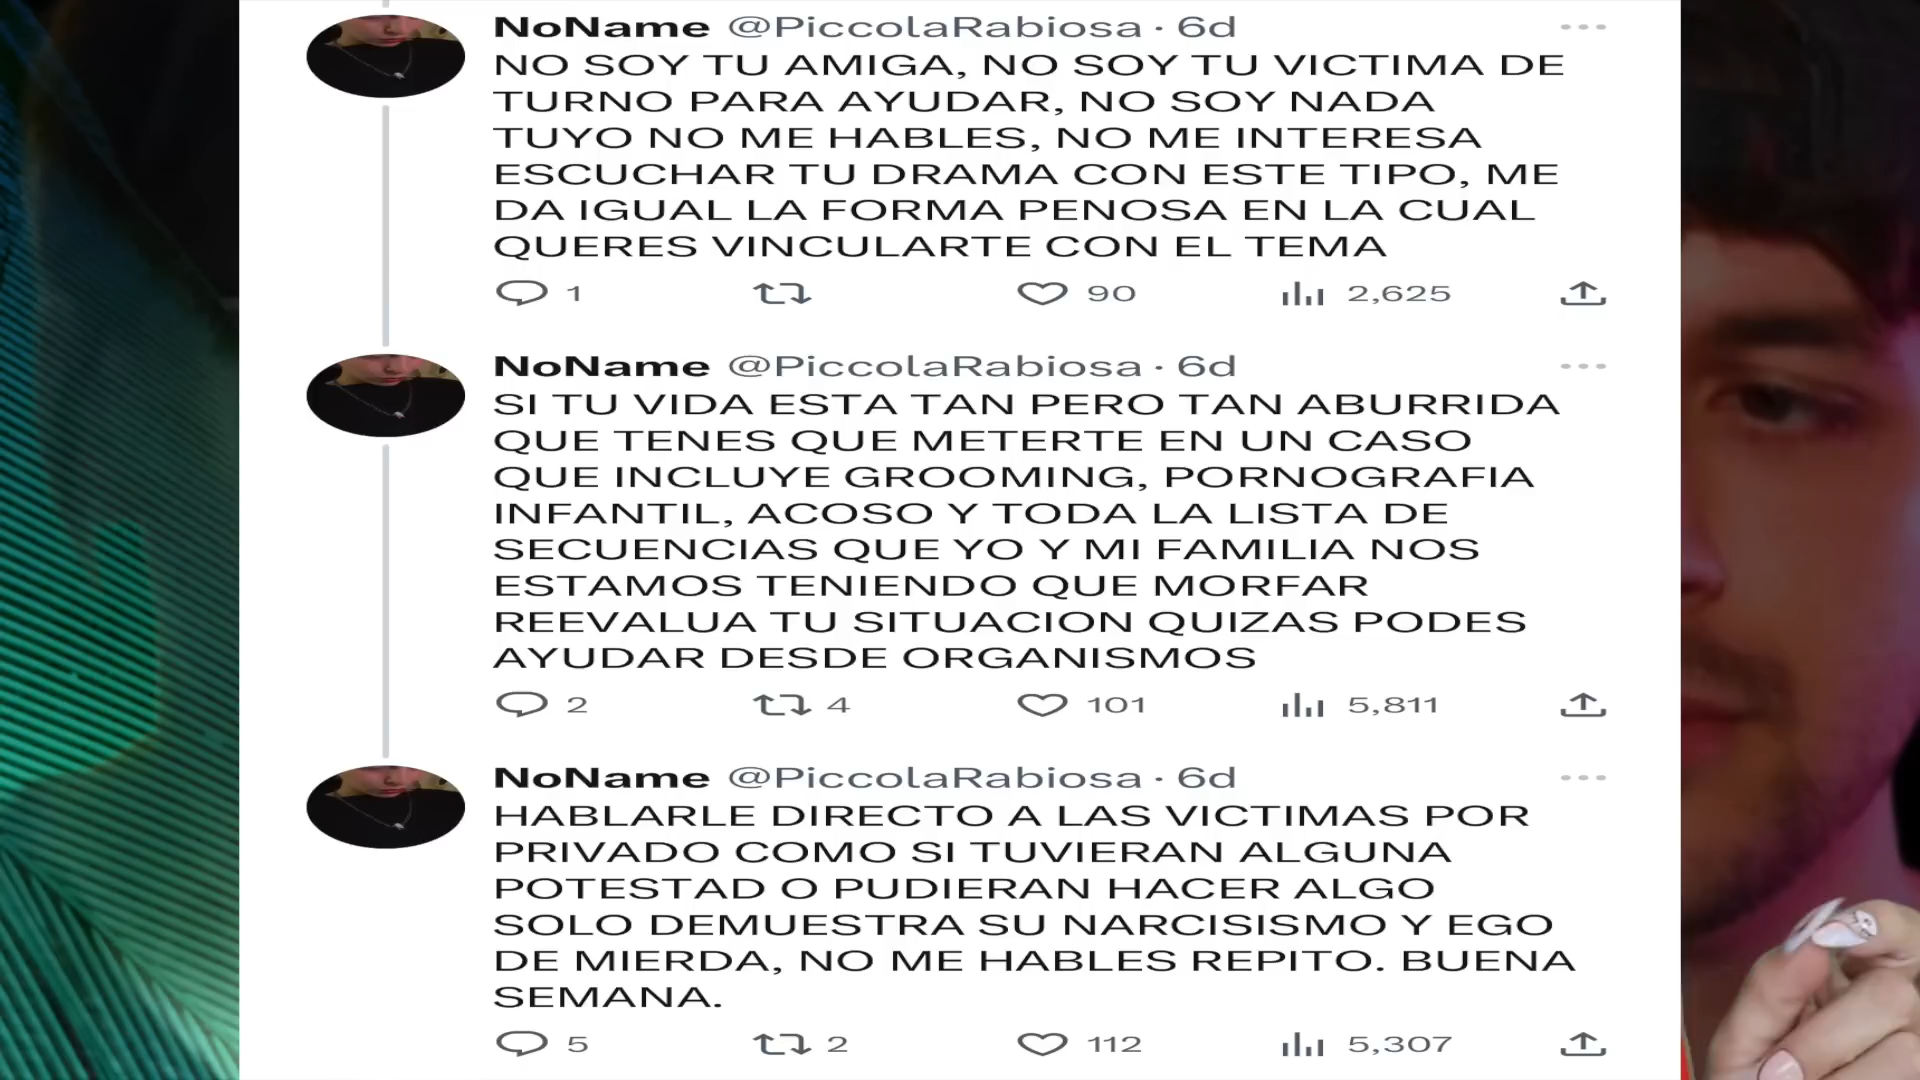 NoName @PiccolaRabiosa · 6d
NO SOY TU AMIGA, NO SOY TU VICTIMA DE
TURNO PARA AYUDAR, NO SOY NADA
TUYO NO ME HABLES, NO ME INTERESA
ESCUCHAR TU DRAMA CON ESTE TIPO, ME
DA IGUAL LA FORMA PENOSA EN LA CUAL
QUERES VINCULARTE CON EL TEMA
1 90 2,625
NoName @PiccolaRabiosa · 6d
SI TU VIDA ESTA TAN PERO TAN ABURRIDA
QUE TENES QUE METERTE EN UN CASO
QUE INCLUYE GROOMING, PORNOGRAFIA
INFANTIL, ACOSO Y TODA LA LISTA DE
SECUENCIAS QUE YO Y MI FAMILIA NOS
ESTAMOS TENIENDO QUE MORFAR
REEVALUA TU SITUACION QUIZAS PODES
AYUDAR DESDE ORGANISMOS
2 4 101 5,811
NoName @PiccolaRabiosa · 6d
HABLARLE DIRECTO A LAS VICTIMAS POR
PRIVADO COMO SI TUVIERAN ALGUNA
POTESTAD O PUDIERAN HACER ALGO
SOLO DEMUESTRA SU NARCISISMO Y EGO
DE MIERDA, NO ME HABLES REPITO. BUENA
SEMANA.
5 2 112 5,307